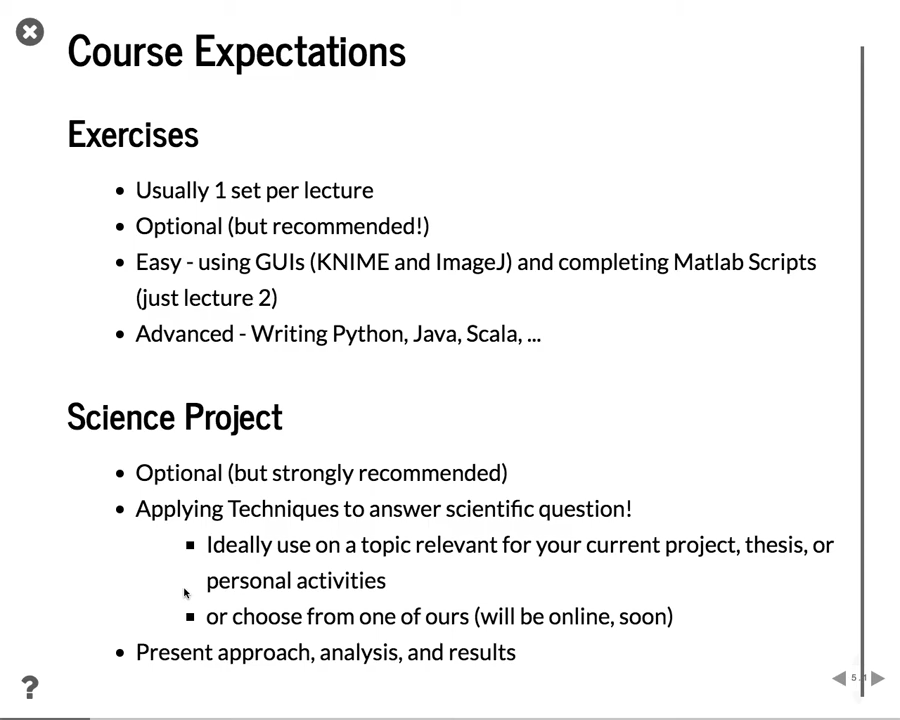 Course Expectations
Exercises
• Usually 1 set per lecture
• Optional (but recommended!)
• Easy - using GUIs (KNIME and ImageJ) and completing Matlab Scripts
(just lecture 2)
• Advanced - Writing Python, Java, Scala, ...
Science Project
• Optional (but strongly recommended)
• Applying Techniques to answer scientific question!
▪ Ideally use on a topic relevant for your current project, thesis, or
personal activities
▪ or choose from one of ours (will be online, soon)
• Present approach, analysis, and results
?
5.1